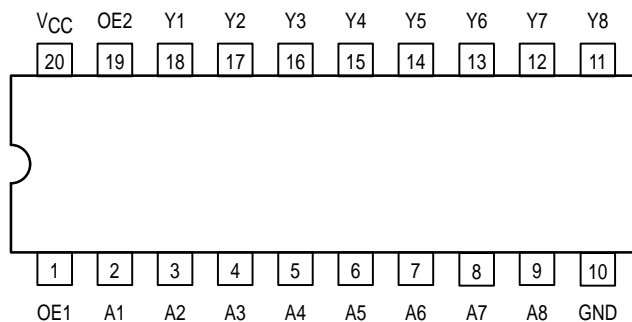 VCC OE2 Y1 Y2 Y3 Y4 Y5 Y6 Y7 Y8
20 19 18 17 16 15 14 13 12 11
1 2 3 4 5 6 7 8 9 10
OE1 A1 A2 A3 A4 A5 A6 A7 A8 GND